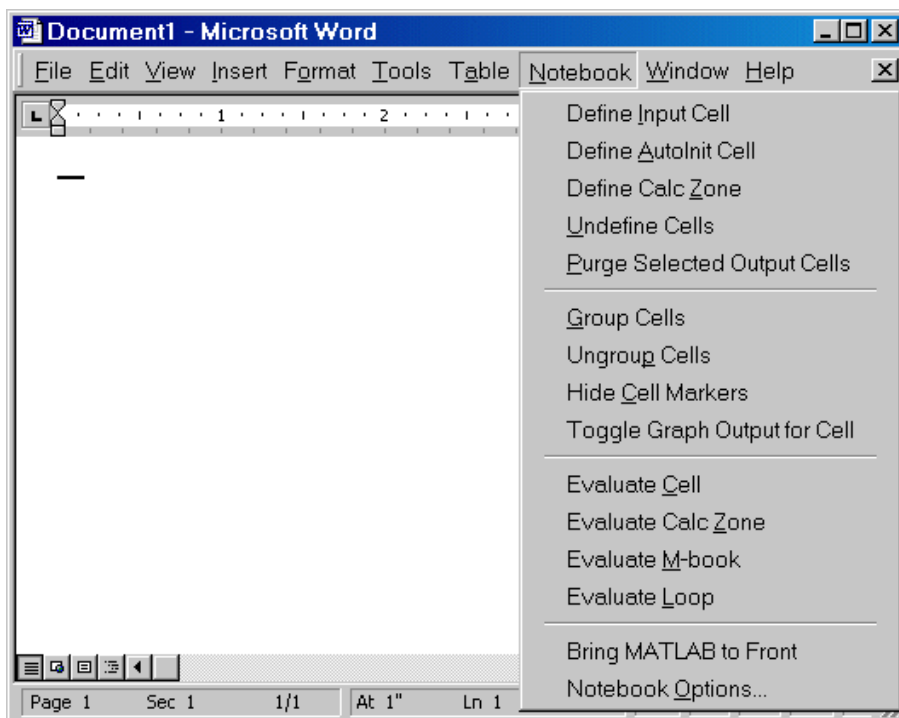 Document1 - Microsoft Word
File Edit View Insert Format Tools Table Notebook Window Help
1 2
Define Input Cell
Define AutoInit Cell
Define Calc Zone
Undefine Cells
Purge Selected Output Cells
Group Cells
Ungroup Cells
Hide Cell Markers
Toggle Graph Output for Cell
Evaluate Cell
Evaluate Calc Zone
Evaluate M-book
Evaluate Loop
Bring MATLAB to Front
Notebook Options...
Page 1 Sec 1 1/1 At 1" Ln 1